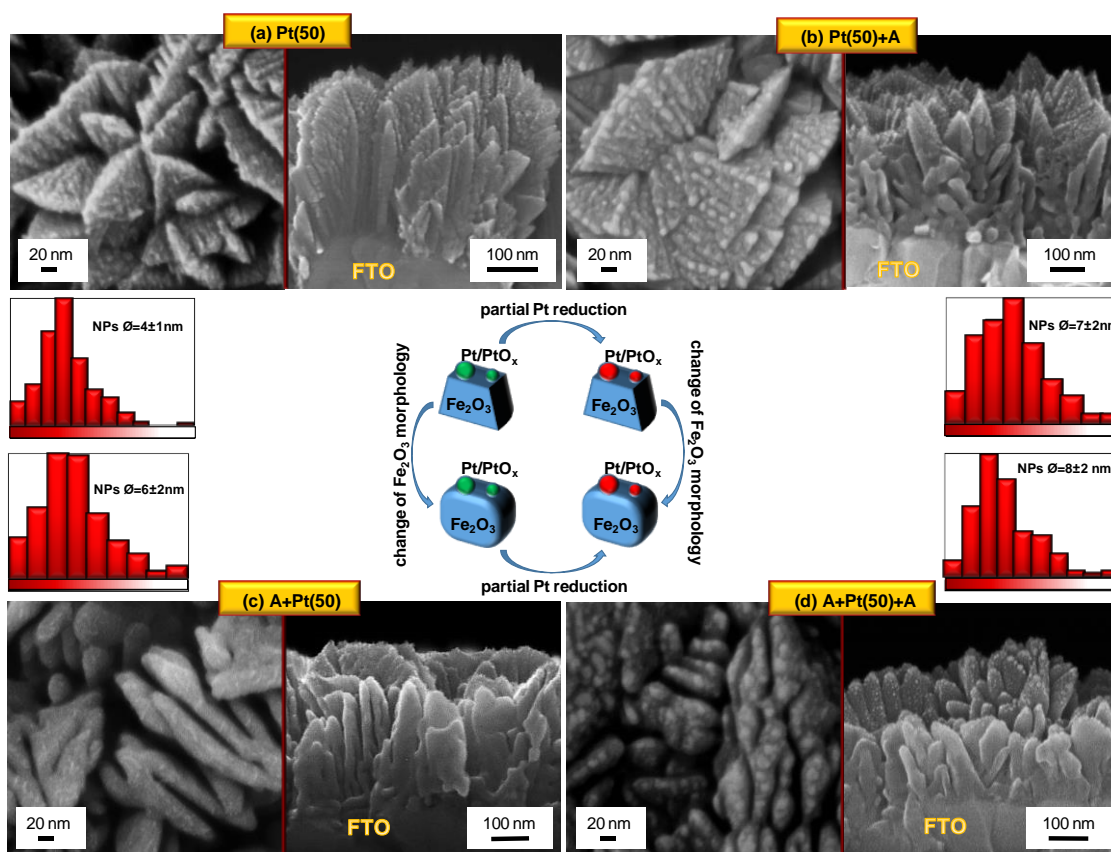 (a) Pt(50)
(b) Pt(50)+A
20 nm
FTO
100 nm
20 nm
FTO
100 nm
NPs Ø=4±1nm
NPs Ø=6±2nm
partial Pt reduction
Pt/PtOₓ
Pt/PtOₓ
Fe₂O₃
Fe₂O₃
change of Fe₂O₃ morphology
change of Fe₂O₃ morphology
Pt/PtOₓ
Pt/PtOₓ
Fe₂O₃
Fe₂O₃
partial Pt reduction
NPs Ø=7±2nm
NPs Ø=8±2 nm
(c) A+Pt(50)
(d) A+Pt(50)+A
20 nm
FTO
100 nm
20 nm
FTO
100 nm